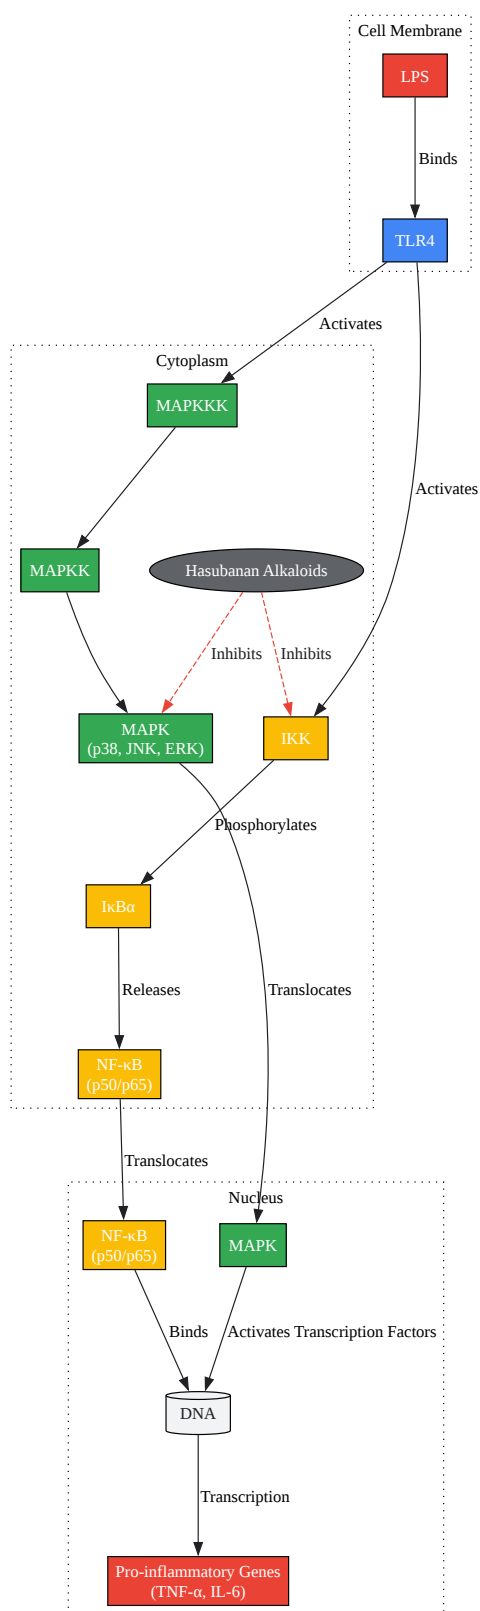 Cell Membrane
LPS
Binds
TLR4
Activates
Cytoplasm
MAPKKK
Activates
MAPKK
Hasubanan Alkaloids
Inhibits
Inhibits
MAPK
(p38, JNK, ERK)
IKK
Phosphorylates
IκBα
Releases
Translocates
NF-κB
(p50/p65)
Translocates
Nucleus
NF-κB
(p50/p65)
MAPK
Binds
Activates Transcription Factors
DNA
Transcription
Pro-inflammatory Genes
(TNF-α, IL-6)